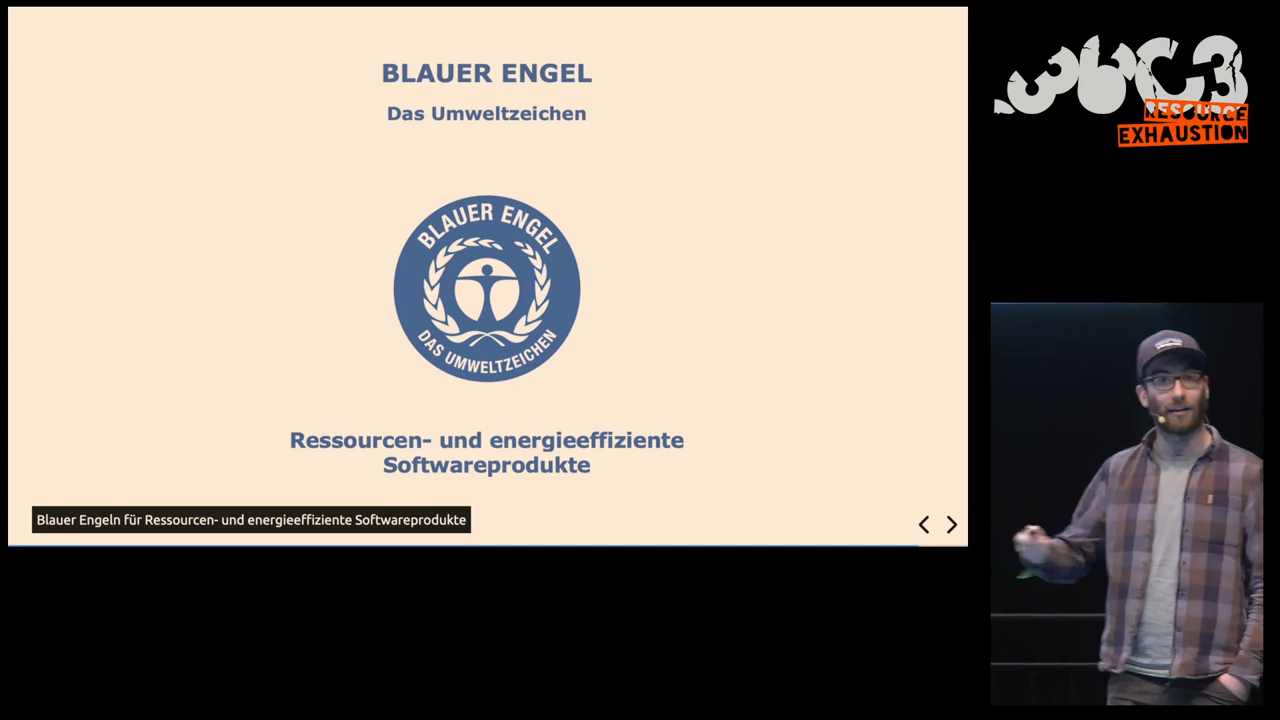 BLAUER ENGEL
Das Umweltzeichen
BLAUER ENGEL
DAS UMWELTZEICHEN
Ressourcen- und energieeffiziente
Softwareprodukte
Blauer Engeln für Ressourcen- und energieeffiziente Softwareprodukte
36C3
RESOURCE
EXHAUSTION